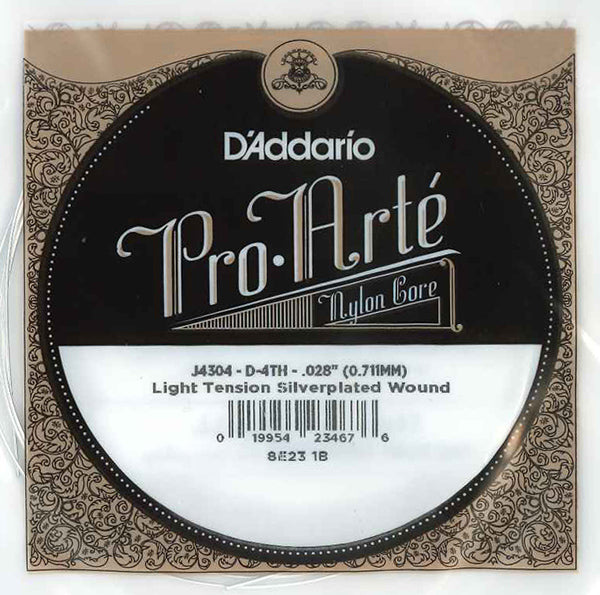 D'Addario
Pro·Arté
Nylon Core
J4304 - D-4TH - .028" (0.711MM)
Light Tension Silverplated Wound
0 19954 23467 6
8E23 1B